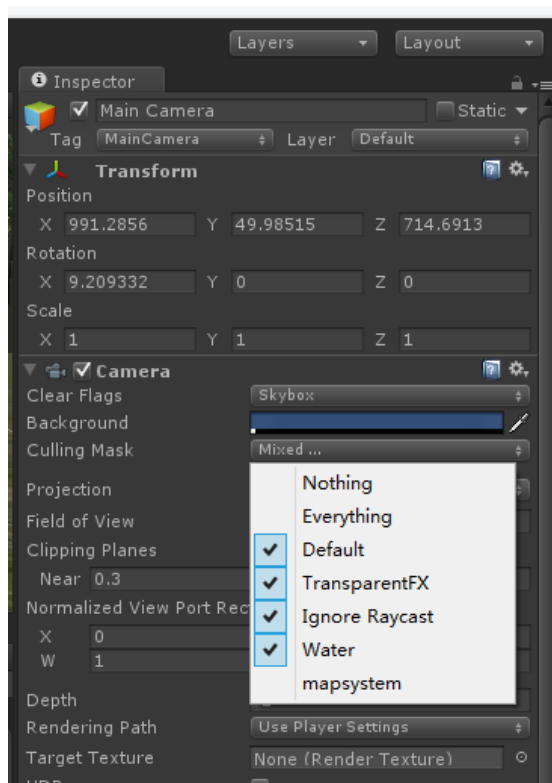 Layers Layout
Inspector
Main Camera Static
Tag MainCamera Layer Default
Transform
Position
X 991.2856 Y 49.98515 Z 714.6913
Rotation
X 9.209332 Y 0 Z 0
Scale
X 1 Y 1 Z 1
Camera
Clear Flags Skybox
Background
Culling Mask Mixed ...
Nothing
Projection
Everything
Field of View
Clipping Planes Default
Near 0.3 TransparentFX
Normalized View Port Rec Ignore Raycast
X 0
W 1 Water
mapsystem
Depth
Rendering Path Use Player Settings
Target Texture None (Render Texture)